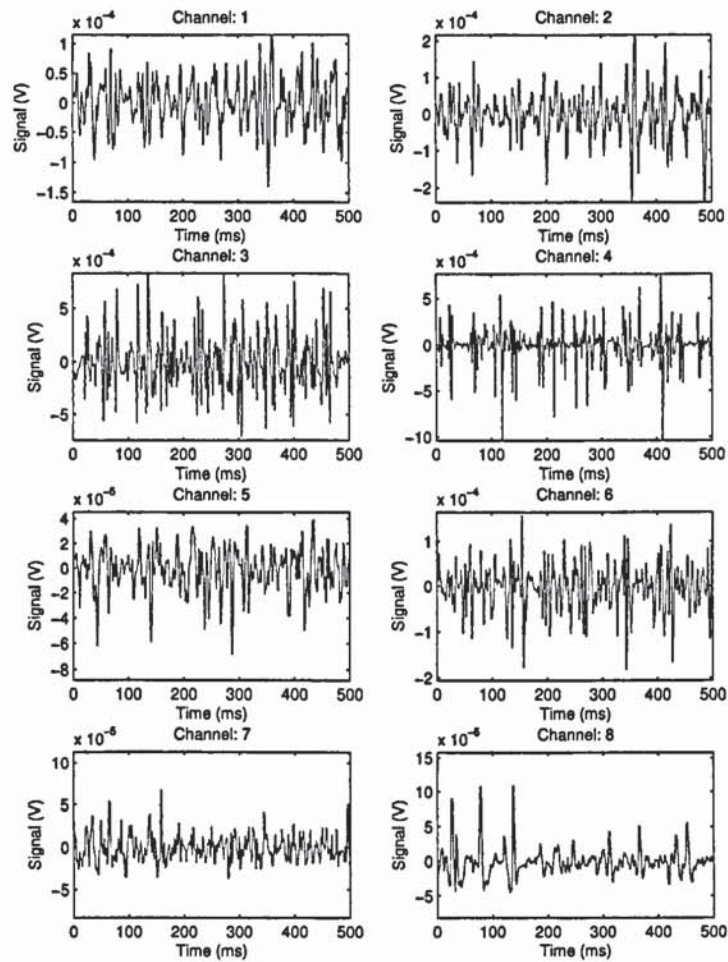 x 10⁻⁴ Channel: 1
1
0.5
0
−0.5
−1
−1.5
Signal (V)
0 100 200 300 400 500
Time (ms)
x 10⁻⁴ Channel: 2
2
1
0
−1
−2
Signal (V)
0 100 200 300 400 500
Time (ms)
x 10⁻⁴ Channel: 3
5
0
−5
Signal (V)
0 100 200 300 400 500
Time (ms)
x 10⁻⁴ Channel: 4
5
0
−5
−10
Signal (V)
0 100 200 300 400 500
Time (ms)
x 10⁻⁵ Channel: 5
4
2
0
−2
−4
−6
−8
Signal (V)
0 100 200 300 400 500
Time (ms)
x 10⁻⁴ Channel: 6
1
0
−1
−2
Signal (V)
0 100 200 300 400 500
Time (ms)
x 10⁻⁵ Channel: 7
10
5
0
−5
Signal (V)
0 100 200 300 400 500
Time (ms)
x 10⁻⁵ Channel: 8
15
10
5
0
−5
Signal (V)
0 100 200 300 400 500
Time (ms)